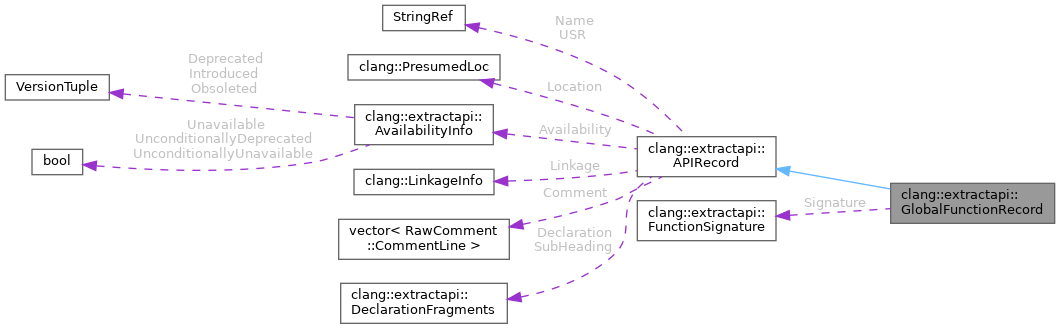 StringRef
Name
USR
clang::PresumedLoc
Location
Deprecated
Introduced
Obsoleted
VersionTuple
clang::extractapi::
AvailabilityInfo
Availability
Unavailable
UnconditionallyDeprecated
UnconditionallyUnavailable
bool
clang::extractapi::
APIRecord
clang::LinkageInfo
Linkage
Comment
clang::extractapi::
GlobalFunctionRecord
Signature
clang::extractapi::
FunctionSignature
vector< RawComment
::CommentLine >
Declaration
SubHeading
clang::extractapi::
DeclarationFragments